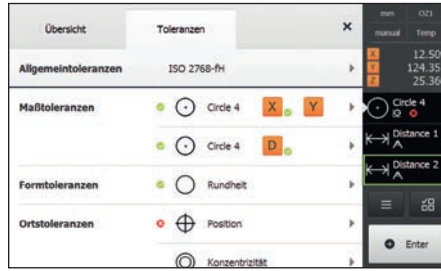 Übersicht
Toleranzen
×
mm
OZ1
manual
Temp
Allgemeintoleranzen
ISO 2768-fH
X 12.50
Y 124.35
Z 25.36
Maßtoleranzen
Circle 4 X Y
Circle 4
Circle 4 D
Distance 1
Formtoleranzen
Rundheit
Distance 2
Ortstoleranzen
Position
Konzentrizität
Enter